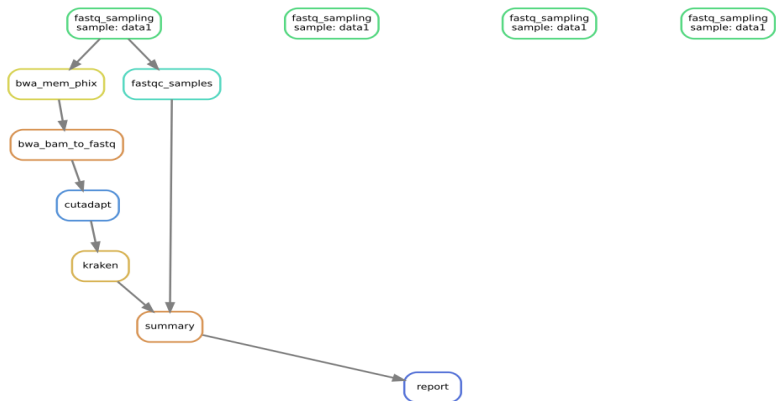 fastq_sampling
sample: data1
fastq_sampling
sample: data1
fastq_sampling
sample: data1
fastq_sampling
sample: data1
bwa_mem_phix
fastqc_samples
bwa_bam_to_fastq
cutadapt
kraken
summary
report